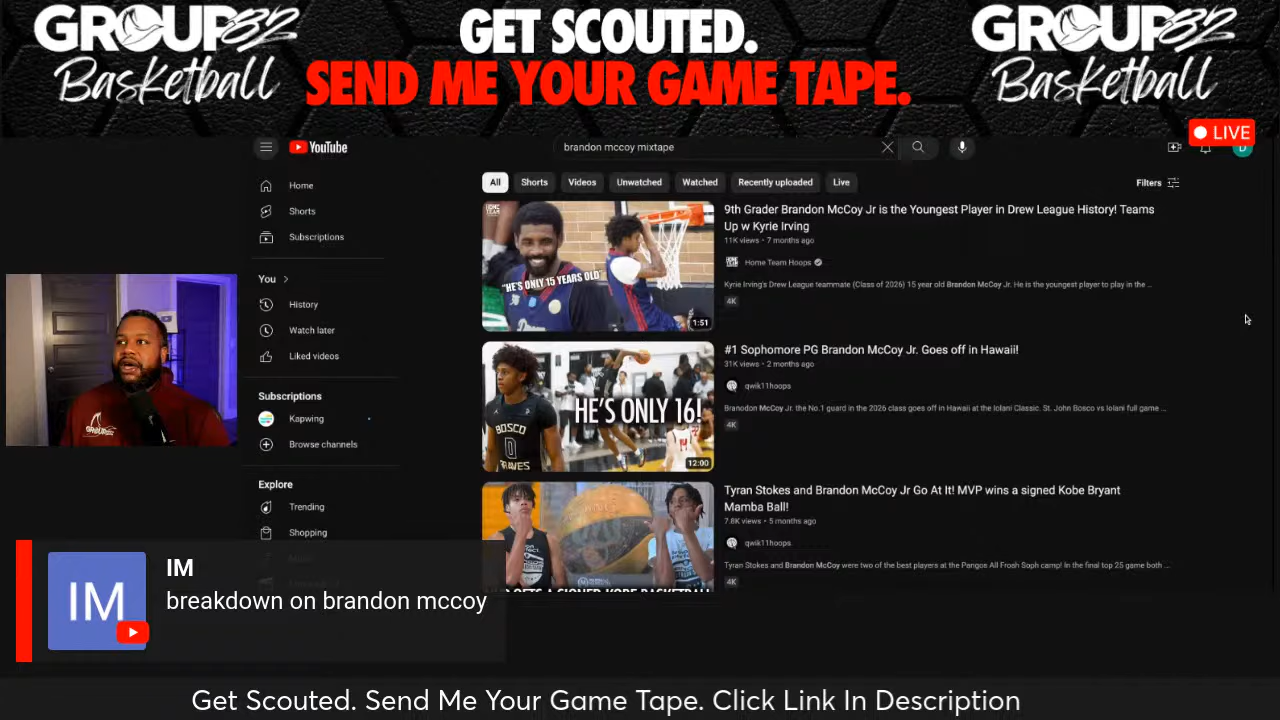 GROUP82
Basketball
GET SCOUTED.
SEND ME YOUR GAME TAPE.
GROUP82
Basketball
LIVE
YouTube
brandon mccoy mixtape
D
Home
Shorts
Subscriptions
You
History
Watch later
Liked videos
Subscriptions
Kapwing
Browse channels
Explore
Trending
Shopping
All
Shorts
Videos
Unwatched
Watched
Recently uploaded
Live
Filters
HOME TEAM
"HE'S ONLY 15 YEARS OLD"
1:51
9th Grader Brandon McCoy Jr is the Youngest Player in Drew League History! Teams
Up w Kyrie Irving
11K views • 7 months ago
Home Team Hoops
Kyrie Irving's Drew League teammate (Class of 2026) 15 year old Brandon McCoy Jr. He is the youngest player to play in the ...
4K
BOSCO
0
BRAVES
HE'S ONLY 16!
12:00
#1 Sophomore PG Brandon McCoy Jr. Goes off in Hawaii!
31K views • 2 months ago
qwik11hoops
Branodon McCoy Jr. the No.1 guard in the 2026 class goes off in Hawaii at the Iolani Classic. St. John Bosco vs Iolani full game ...
4K
Tyran Stokes and Brandon McCoy Jr Go At It! MVP wins a signed Kobe Bryant
Mamba Ball!
7.8K views • 5 months ago
qwik11hoops
Tyran Stokes and Brandon McCoy were two of the best players at the Pangos All Frosh Soph camp! In the final top 25 game both ...
4K
IM
IM
breakdown on brandon mccoy
Get Scouted. Send Me Your Game Tape. Click Link In Description